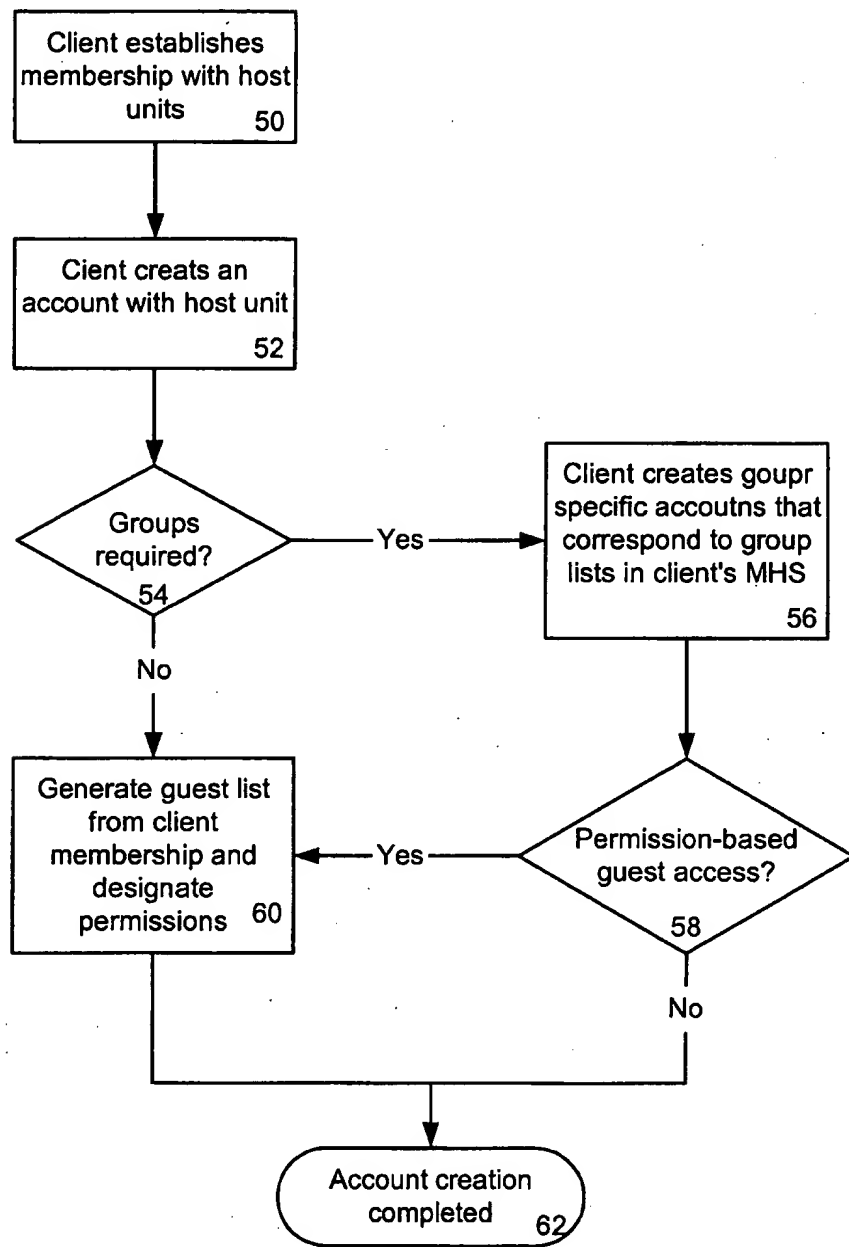 Client establishes
membership with host
units
50
Cient creats an
account with host unit
52
Groups
required?
54
Yes
Client creates goupr
specific accoutns that
correspond to group
lists in client's MHS
56
No
Generate guest list
from client
membership and
designate
permissions
60
Yes
Permission-based
guest access?
58
No
Account creation
completed
62